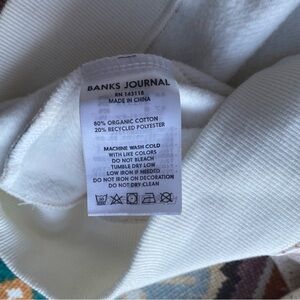 BANKS JOURNAL
RN 143118
MADE IN CHINA
80% ORGANIC COTTON
20% RECYCLED POLYESTER
MACHINE WASH COLD
WITH LIKE COLORS
DO NOT BLEACH
TUMBLE DRY LOW
LOW IRON IF NEEDED
DO NOT IRON ON DECORATION
DO NOT DRY CLEAN